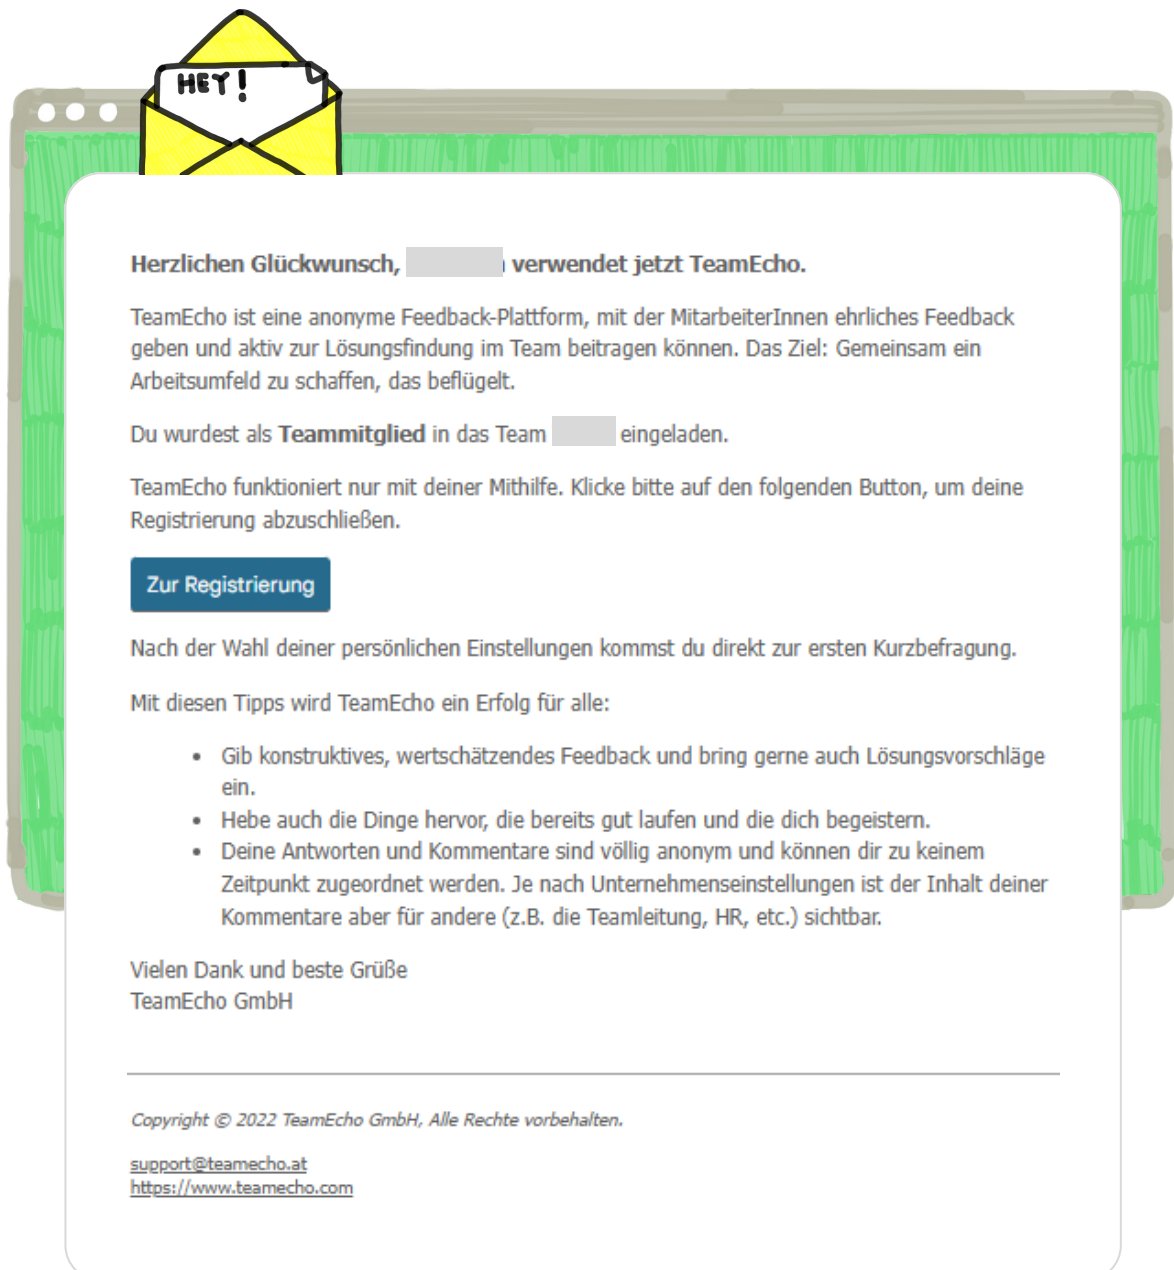 HEY!
Herzlichen Glückwunsch, verwendet jetzt TeamEcho.
TeamEcho ist eine anonyme Feedback-Plattform, mit der MitarbeiterInnen ehrliches Feedback
geben und aktiv zur Lösungsfindung im Team beitragen können. Das Ziel: Gemeinsam ein
Arbeitsumfeld zu schaffen, das beflügelt.
Du wurdest als Teammitglied in das Team eingeladen.
TeamEcho funktioniert nur mit deiner Mithilfe. Klicke bitte auf den folgenden Button, um deine
Registrierung abzuschließen.
Zur Registrierung
Nach der Wahl deiner persönlichen Einstellungen kommst du direkt zur ersten Kurzbefragung.
Mit diesen Tipps wird TeamEcho ein Erfolg für alle:
• Gib konstruktives, wertschätzendes Feedback und bring gerne auch Lösungsvorschläge
ein.
• Hebe auch die Dinge hervor, die bereits gut laufen und die dich begeistern.
• Deine Antworten und Kommentare sind völlig anonym und können dir zu keinem
Zeitpunkt zugeordnet werden. Je nach Unternehmenseinstellungen ist der Inhalt deiner
Kommentare aber für andere (z.B. die Teamleitung, HR, etc.) sichtbar.
Vielen Dank und beste Grüße
TeamEcho GmbH
Copyright © 2022 TeamEcho GmbH, Alle Rechte vorbehalten.
support@teamecho.at
https://www.teamecho.com